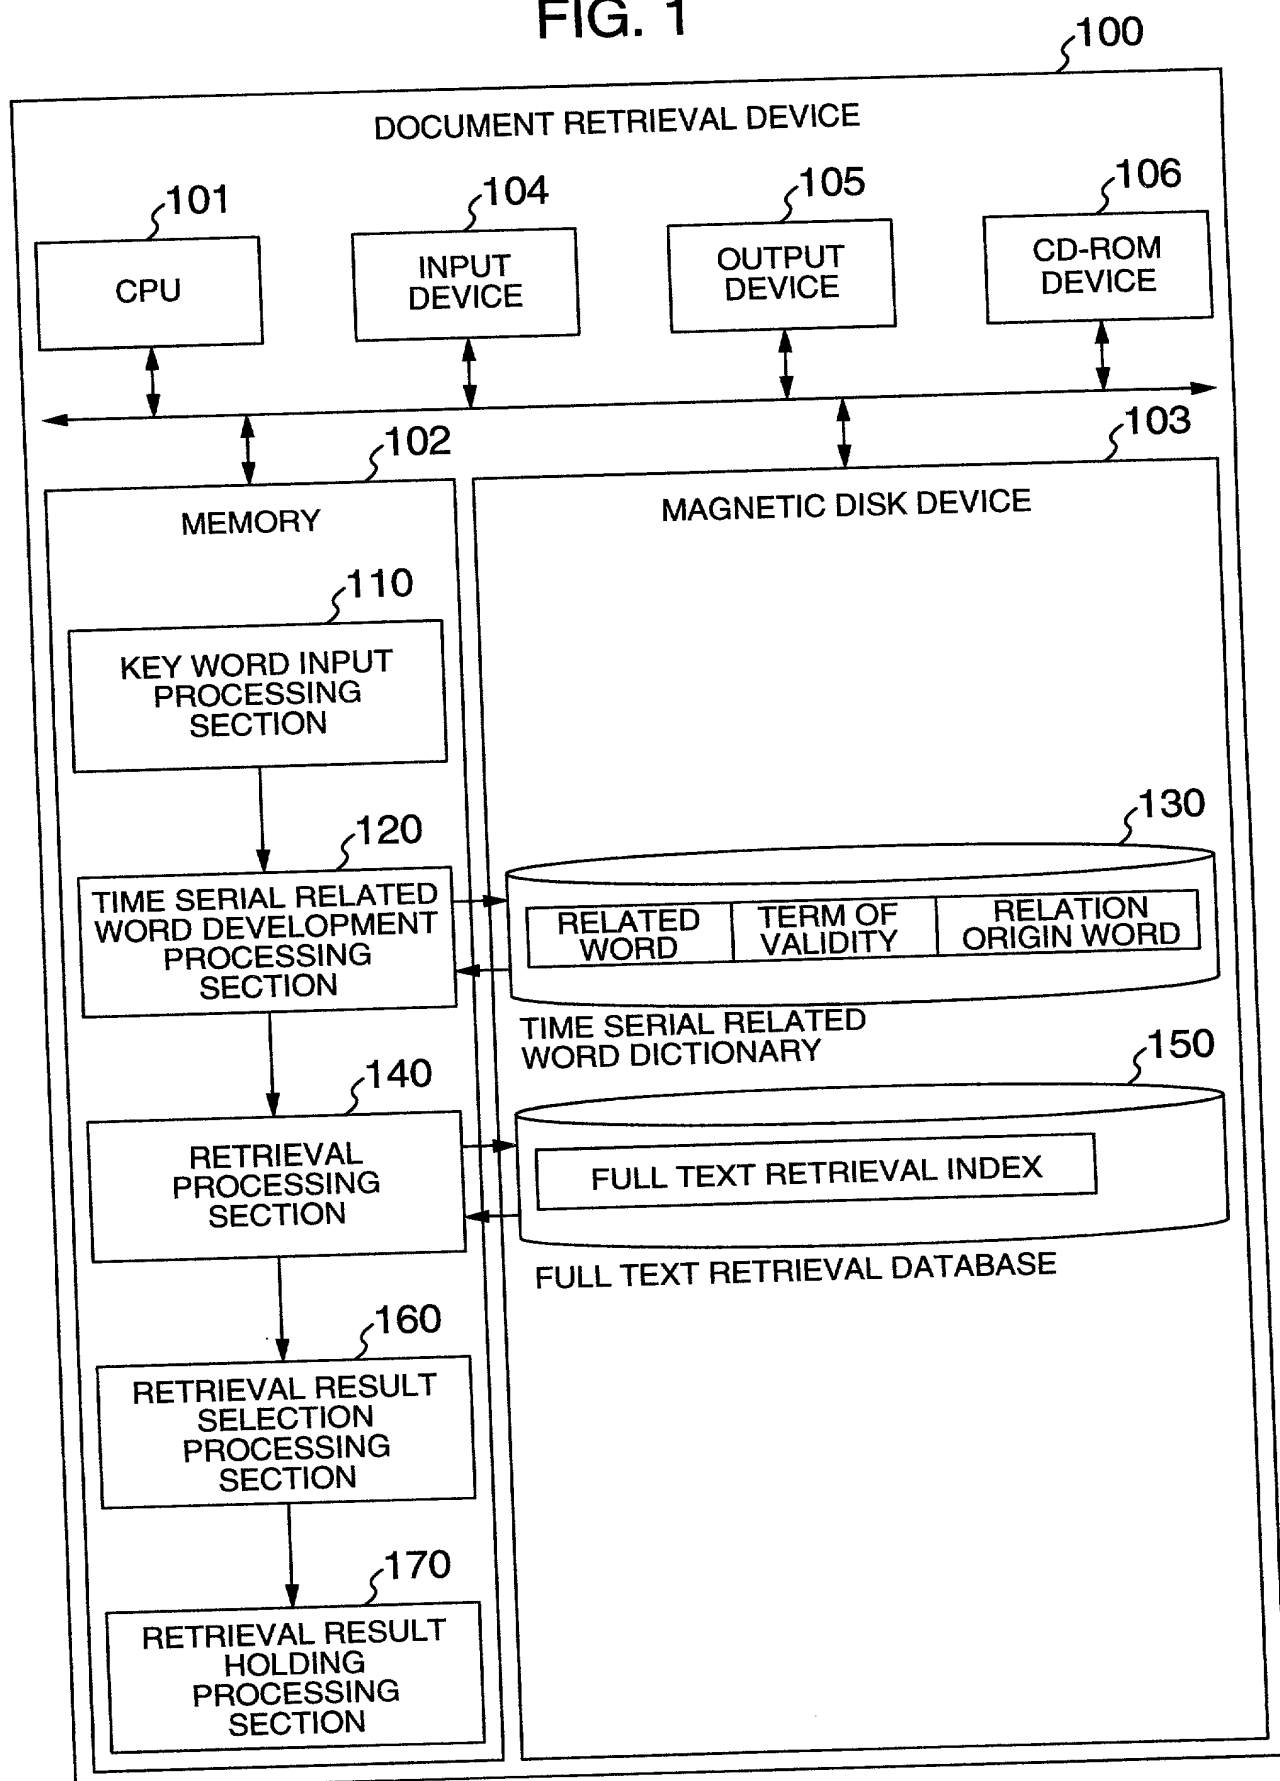 FIG. 1
100
DOCUMENT RETRIEVAL DEVICE
101
104
105
106
CPU
INPUT
DEVICE
OUTPUT
DEVICE
CD-ROM
DEVICE
102
103
MEMORY
MAGNETIC DISK DEVICE
110
KEY WORD INPUT
PROCESSING
SECTION
120
130
TIME SERIAL RELATED
WORD DEVELOPMENT
PROCESSING
SECTION
RELATED
WORD
TERM OF
VALIDITY
RELATION
ORIGIN WORD
TIME SERIAL RELATED
WORD DICTIONARY
140
150
RETRIEVAL
PROCESSING
SECTION
FULL TEXT RETRIEVAL INDEX
FULL TEXT RETRIEVAL DATABASE
160
RETRIEVAL RESULT
SELECTION
PROCESSING
SECTION
170
RETRIEVAL RESULT
HOLDING
PROCESSING
SECTION